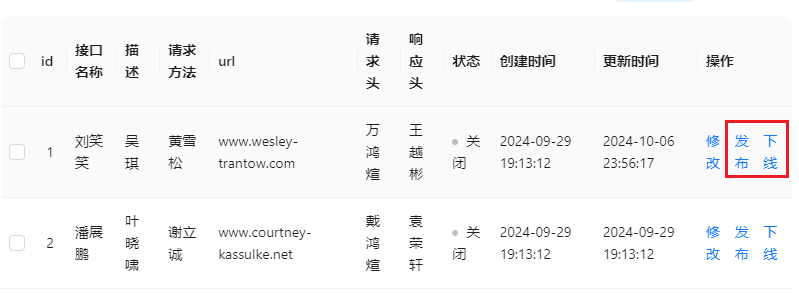 id 接口名称 描述 请求方法 url 请求头 响应头 状态 创建时间 更新时间 操作
1 刘笑笑 吴琪 黄雪松 www.wesley-trantow.com 万鸿煊 王越彬 关闭 2024-09-29 19:13:12 2024-10-06 23:56:17 修改 发布 下线
2 潘展鹏 叶晓啸 谢立诚 www.courtney-kassulke.net 戴鸿煊 袁荣轩 关闭 2024-09-29 19:13:12 2024-09-29 19:13:12 修改 发布 下线